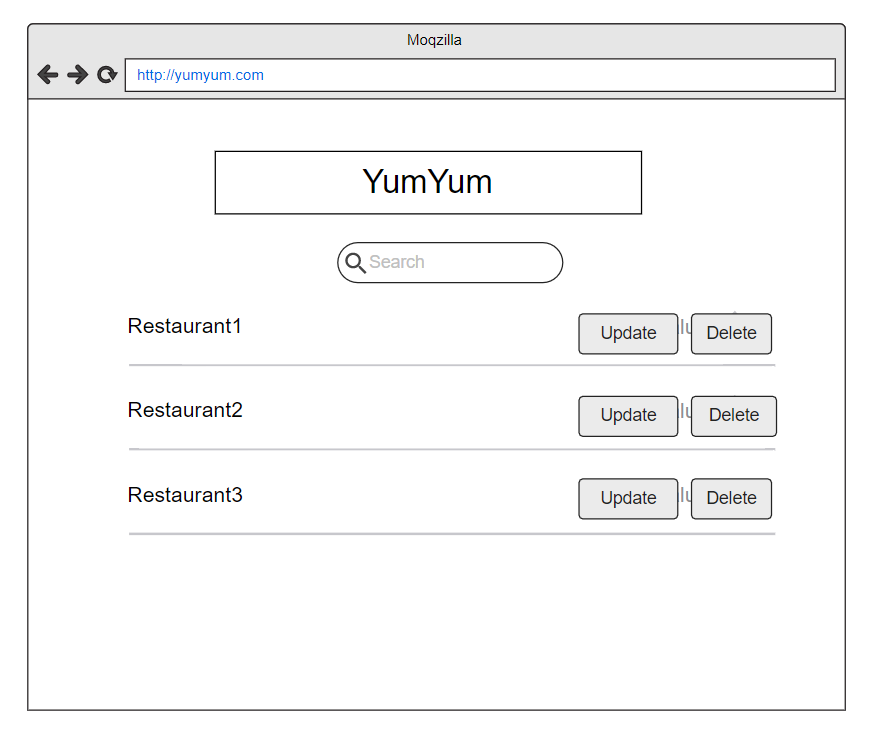 Moqzilla
http://yumyum.com
YumYum
Search
Restaurant1 Update Delete
Restaurant2 Update Delete
Restaurant3 Update Delete